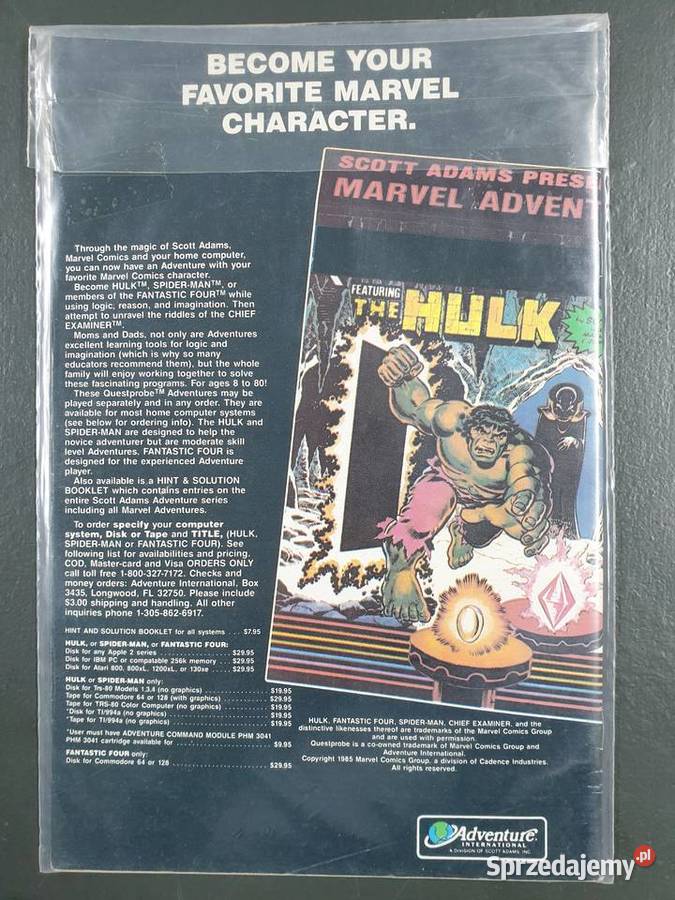 BECOME YOUR
FAVORITE MARVEL
CHARACTER.
SCOTT ADAMS PRESE
MARVEL ADVENT
FEATURING
THE HULK
Through the magic of Scott Adams,
Marvel Comics and your home computer,
you can now have an Adventure with your
favorite Marvel Comics character.
Become HULK™, SPIDER-MAN™, or
members of the FANTASTIC FOUR™ while
using logic, reason, and imagination. Then
attempt to unravel the riddles of the CHIEF
EXAMINER™.
Moms and Dads, not only are Adventures
excellent learning tools for logic and
imagination (which is why so many
educators recommend them), but the whole
family will enjoy working together to solve
these fascinating programs. For ages 8 to 80!
These Questprobe™ Adventures may be
played separately and in any order. They are
available for most home computer systems
(see below for ordering info). The HULK and
SPIDER-MAN are designed to help the
novice adventurer but are moderate skill
level Adventures. FANTASTIC FOUR is
designed for the experienced Adventure
player.
Also available is a HINT & SOLUTION
BOOKLET which contains entries on the
entire Scott Adams Adventure series
including all Marvel Adventures.
To order specify your computer
system, Disk or Tape and TITLE, (HULK,
SPIDER-MAN or FANTASTIC FOUR). See
following list for availabilities and pricing.
COD, Master-card and Visa ORDERS ONLY
call toll free 1-800-327-7172. Checks and
money orders: Adventure International, Box
3435, Longwood, FL 32750. Please include
$3.00 shipping and handling. All other
inquiries phone 1-305-862-6917.
HINT AND SOLUTION BOOKLET for all systems ... $7.95
HULK, or SPIDER-MAN, or FANTASTIC FOUR:
Disk for any Apple 2 series ... $29.95
Disk for IBM PC or compatable 256k memory ... $29.95
Disk for Atari 800, 800xL, 1200xL, or 130xe ... $29.95
HULK or SPIDER-MAN only:
Disk for Trs-80 Models 1,3,4 (no graphics) ... $19.95
Tape for Commodore 64 or 128 (with graphics) ... $29.95
Tape for TRS-80 Color Computer (no graphics) ... $19.95
*Disk for TI/994a (no graphics) ... $19.95
*Tape for TI/994a (no graphics) ... $19.95
*User must have ADVENTURE COMMAND MODULE PHM 3041
PHM 3041 cartridge available for ... $9.95
FANTASTIC FOUR only:
Disk for Commodore 64 or 128 ... $29.95
HULK, FANTASTIC FOUR, SPIDER-MAN, CHIEF EXAMINER, and the
distinctive likenesses thereof are trademarks of the Marvel Comics Group
and are used with permission.
Questprobe is a co-owned trademark of Marvel Comics Group and
Adventure International.
Copyright 1985 Marvel Comics Group, a division of Cadence Industries.
All rights reserved.
Adventure
INTERNATIONAL
A DIVISION OF SCOTT ADAMS, INC.
Sprzedajemy.pl